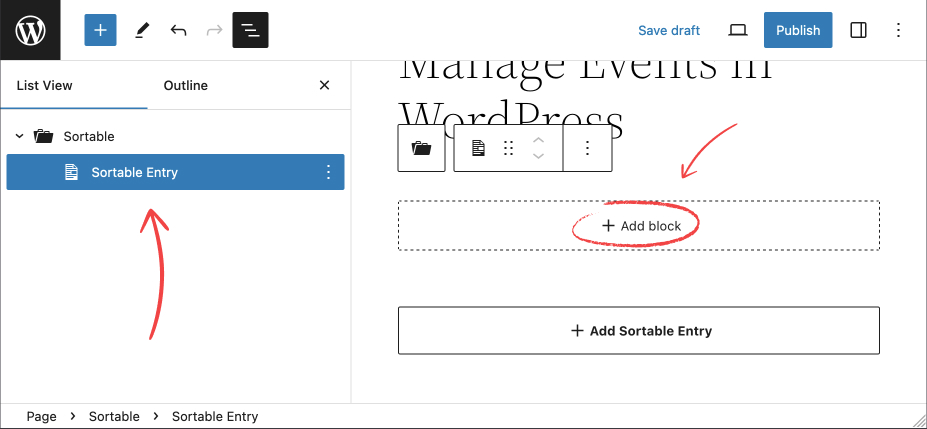 Save draft
Publish
List View
Outline
Manage Events in
WordPress
Sortable
Sortable Entry
Add block
Add Sortable Entry
Page > Sortable > Sortable Entry